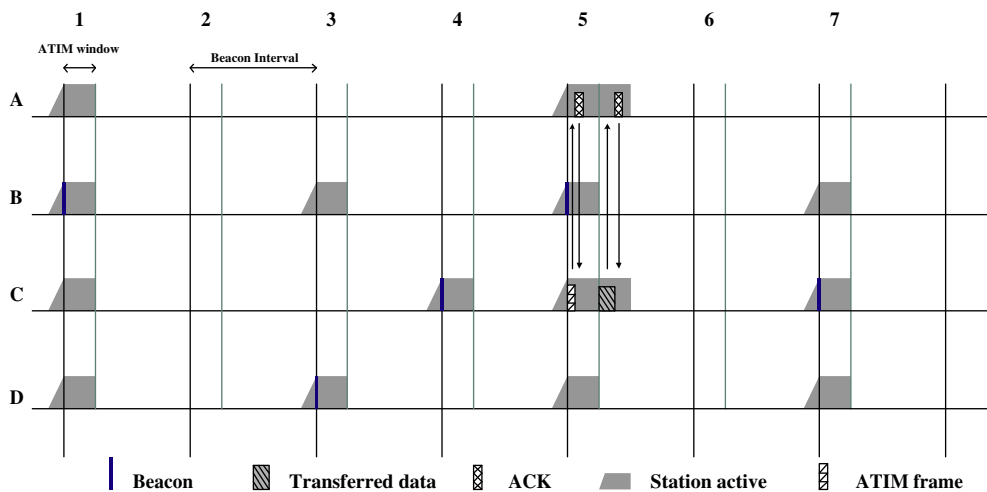 1 2 3 4 5 6 7
ATIM window
Beacon Interval
A
B
C
D
Beacon Transferred data ACK Station active ATIM frame